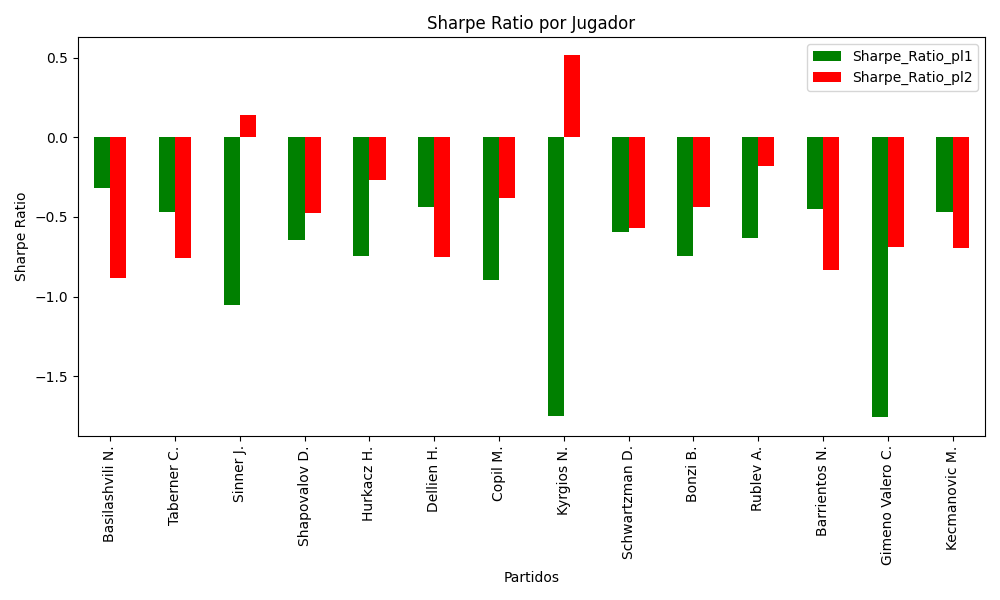 Sharpe Ratio por Jugador
Sharpe_Ratio_pl1
Sharpe_Ratio_pl2
Sharpe Ratio
0.5
0.0
−0.5
−1.0
−1.5
Basilashvili N.
Taberner C.
Sinner J.
Shapovalov D.
Hurkacz H.
Dellien H.
Copil M.
Kyrgios N.
Schwartzman D.
Bonzi B.
Rublev A.
Barrientos N.
Gimeno Valero C.
Kecmanovic M.
Partidos